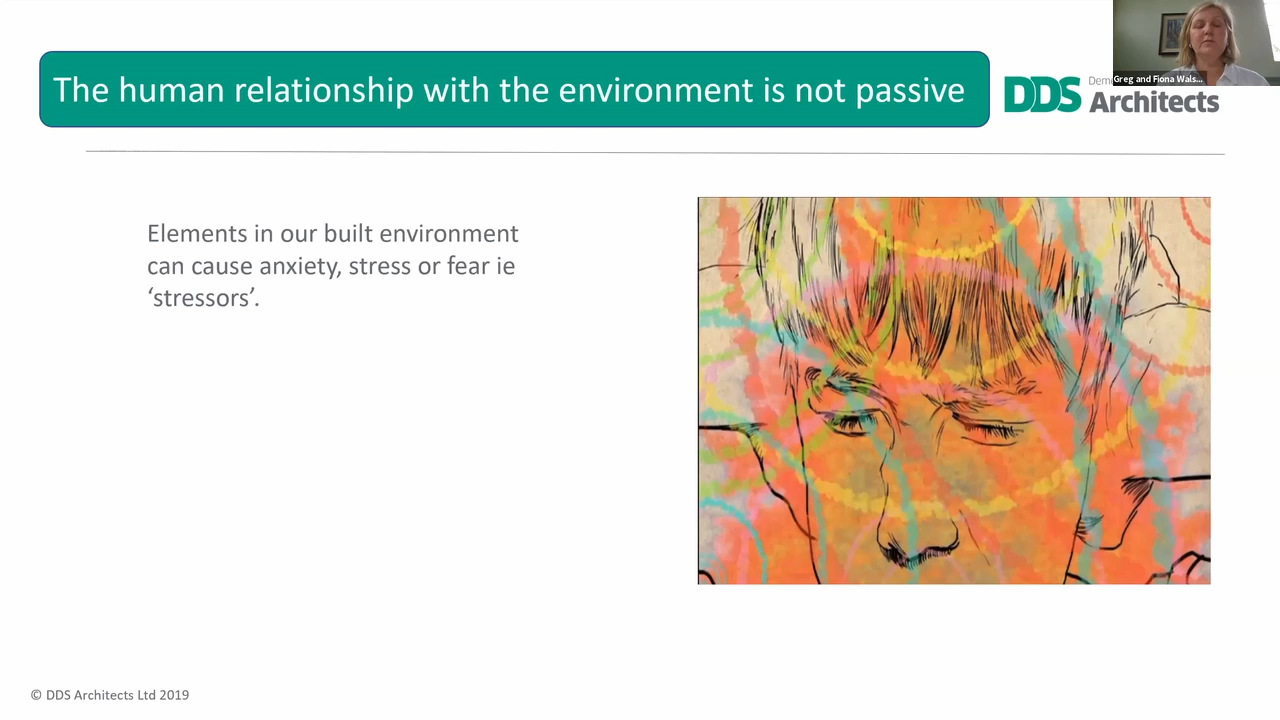 The human relationship with the environment is not passive
Greg and Fiona Wals...
DDS
Architects
Elements in our built environment
can cause anxiety, stress or fear ie
‘stressors’.
© DDS Architects Ltd 2019